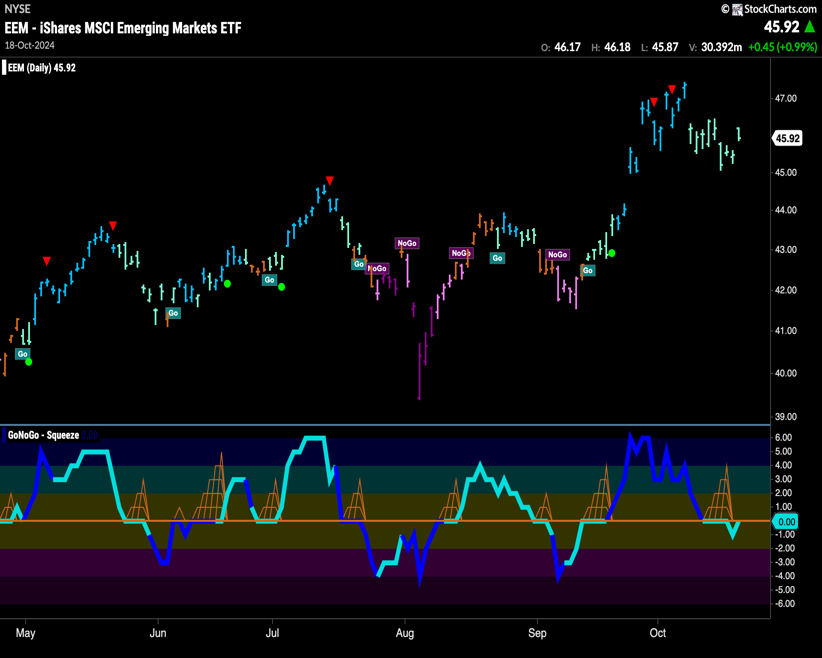 NYSE
© StockCharts.com
EEM - iShares MSCI Emerging Markets ETF
45.92
18-Oct-2024
O: 46.17 H: 46.18 L: 45.87 V: 30.392m +0.45 (+0.99%)
EEM (Daily) 45.92
47.00
45.92
45.00
44.00
43.00
42.00
41.00
40.00
39.00
Go
Go
Go
Go
NoGo
NoGo
NoGo
Go
NoGo
Go
GoNoGo - Squeeze 0.00
6.00
5.00
4.00
3.00
2.00
1.00
0.00
-1.00
-2.00
-3.00
-4.00
-5.00
-6.00
May Jun Jul Aug Sep Oct